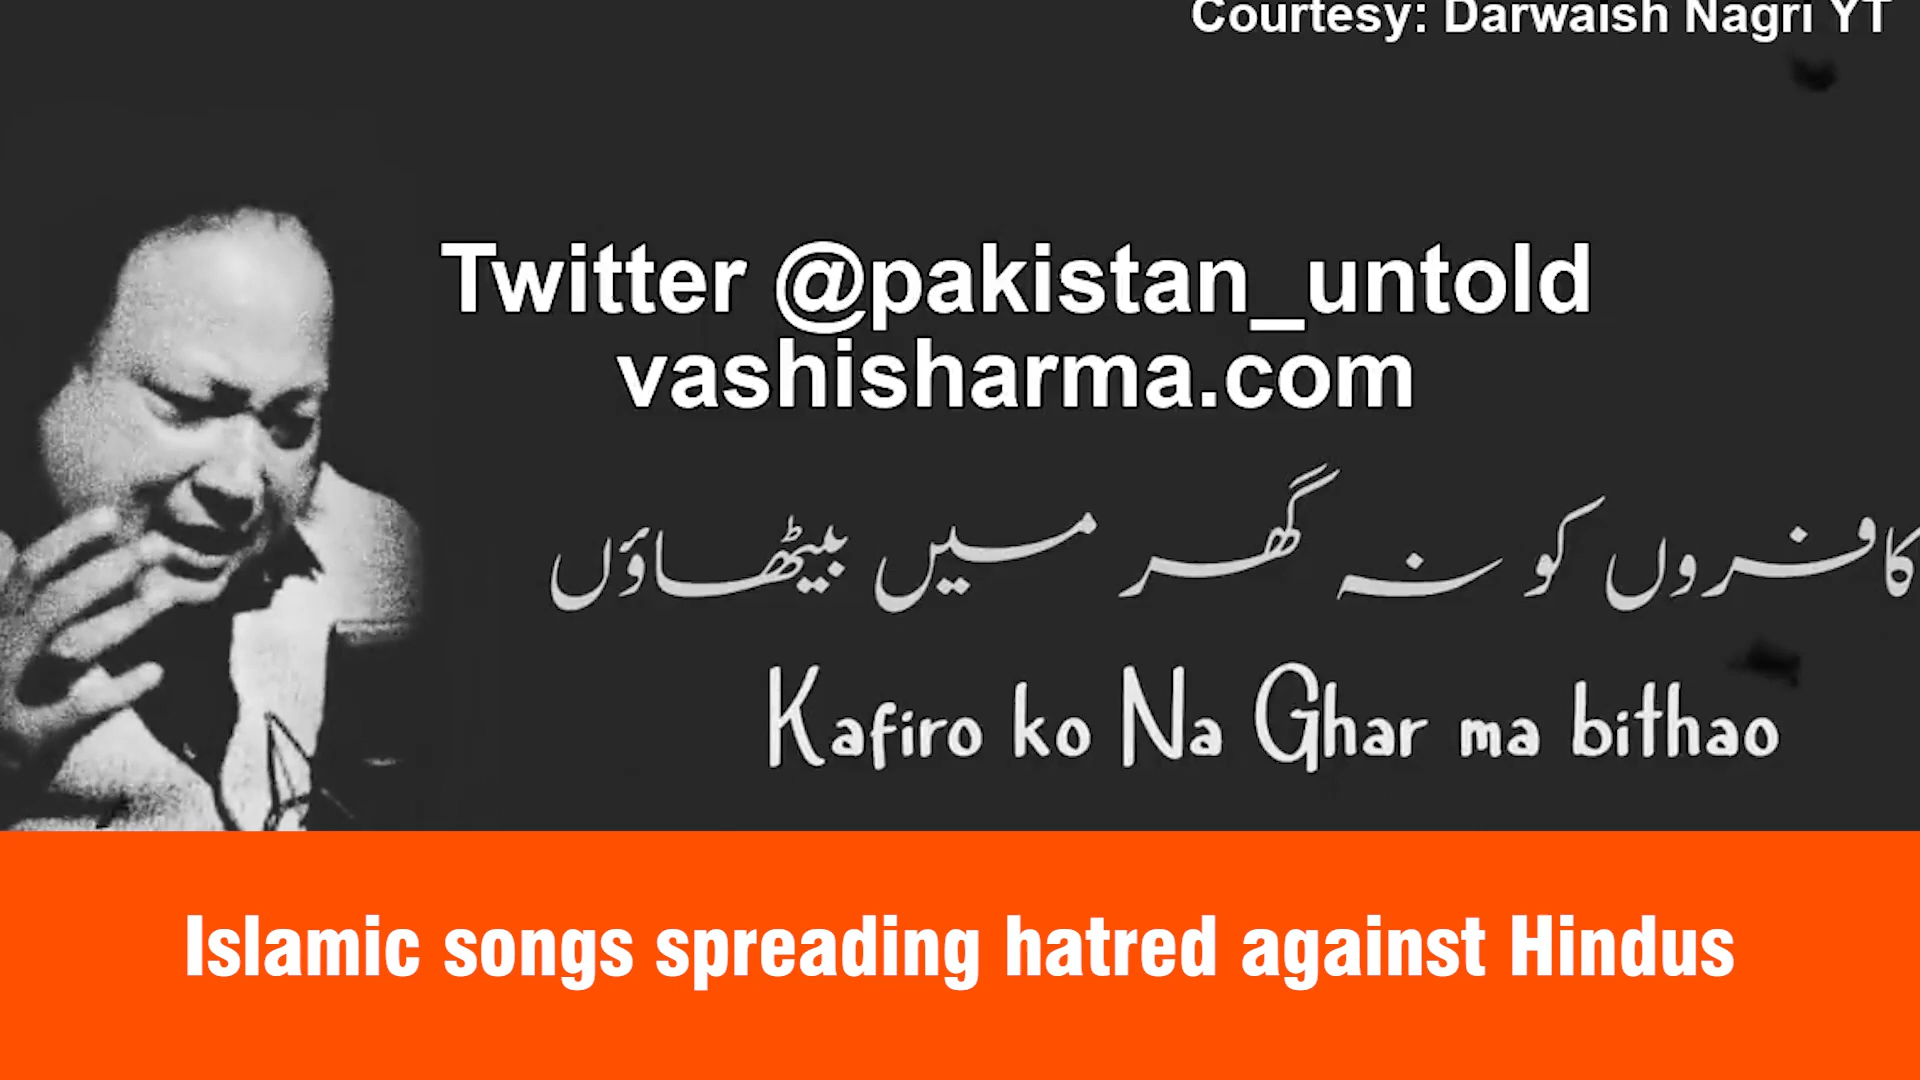 Courtesy: Darwaish Nagri YT
Twitter @pakistan_untold
vashisharma.com
کافروں کو نہ گھر میں بیٹھاؤں
Kafiro ko Na Ghar ma bithao
Islamic songs spreading hatred against Hindus